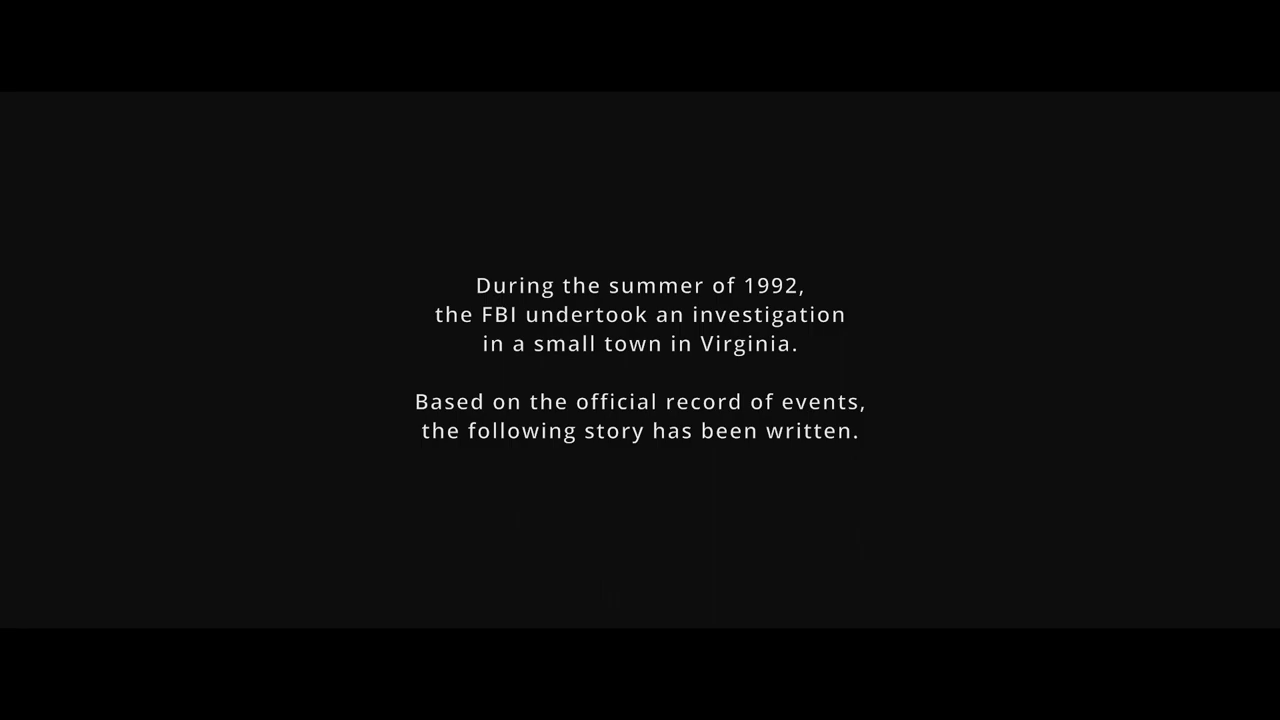 During the summer of 1992,
the FBI undertook an investigation
in a small town in Virginia.
Based on the official record of events,
the following story has been written.